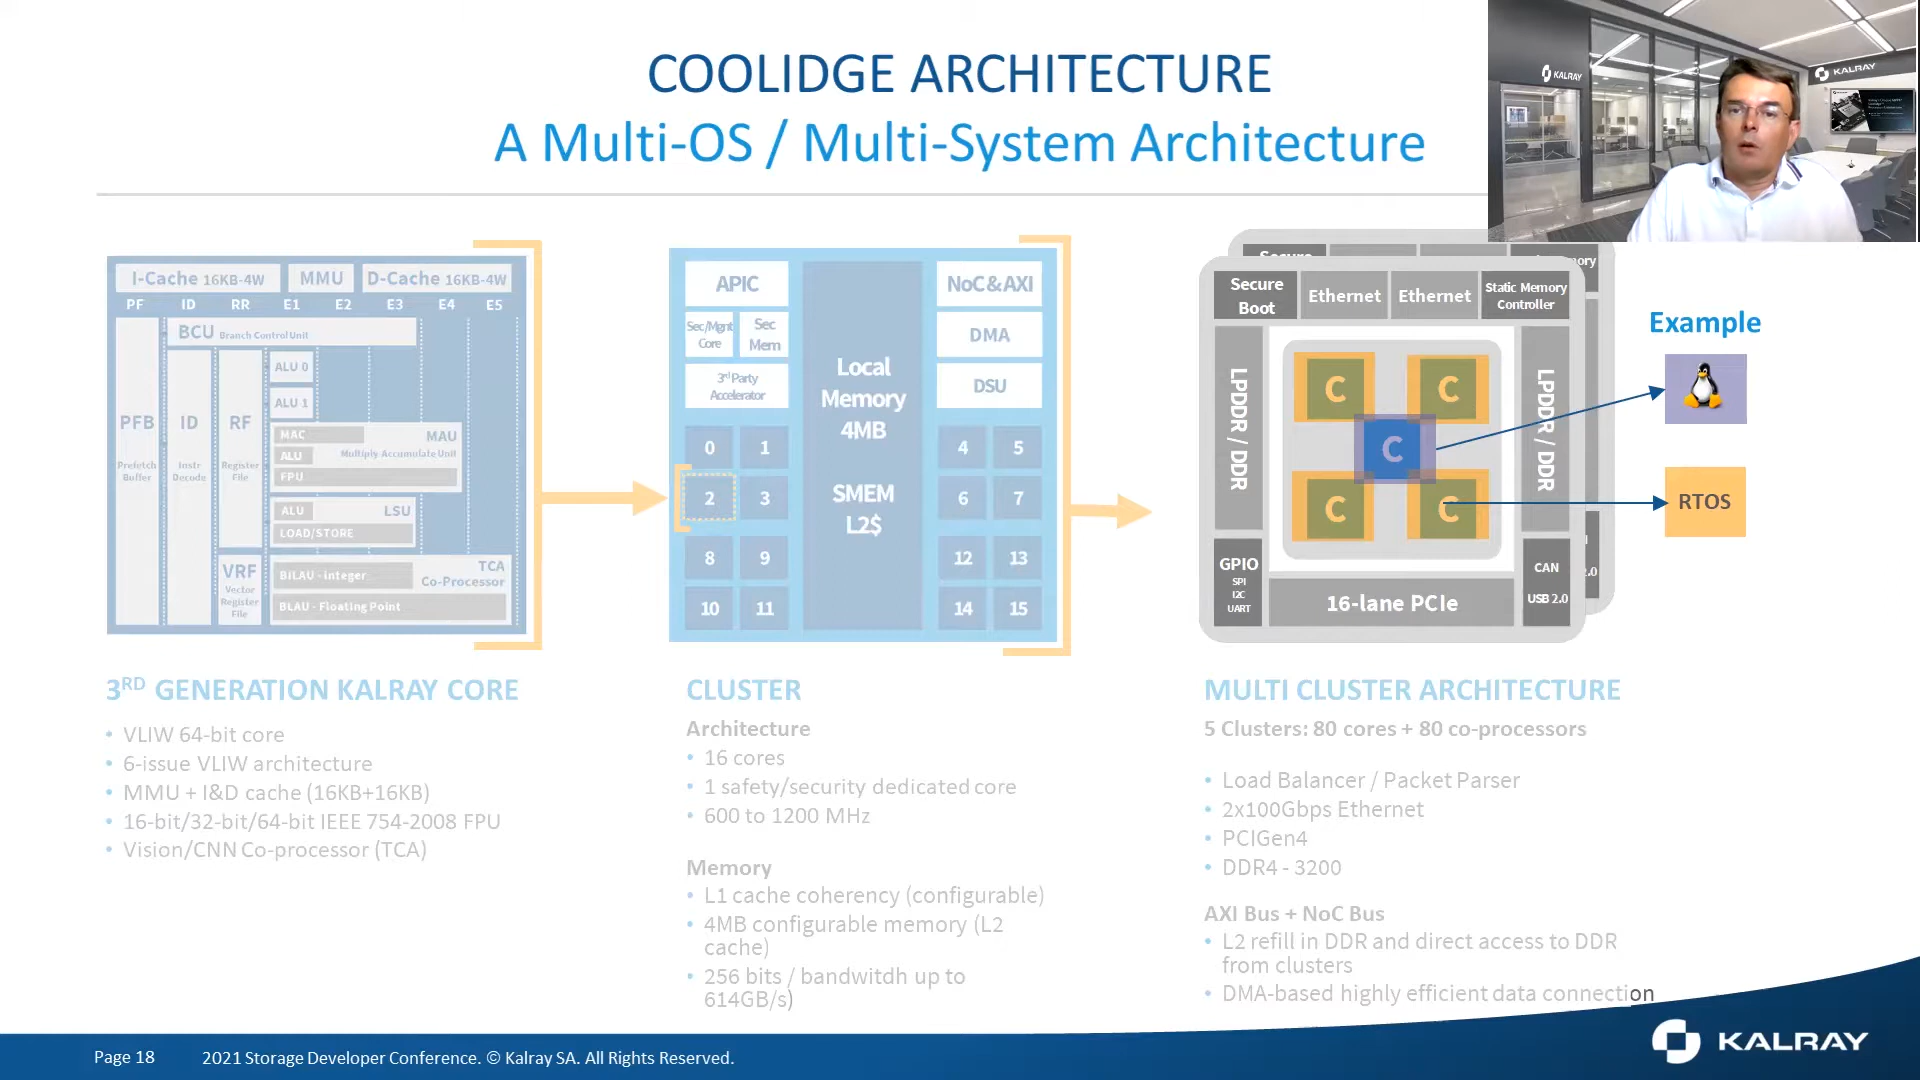 COOLIDGE ARCHITECTURE
A Multi-OS / Multi-System Architecture
KALRAY
KALRAY
I-Cache 16KB-4W
MMU
D-Cache 16KB-4W
PF ID RR E1 E2 E3 E4 E5
BCU Branch Control Unit
ALU 0
ALU 1
PFB
Prefetch
Buffer
ID
Instr
Decode
RF
Register
File
MAC
ALU
FPU
MAU
Multiply Accumulate Unit
ALU
LSU
LOAD/STORE
VRF
Vector
Register
File
BILAU - Integer
TCA
Co-Processor
BLAU - Floating Point
APIC
Sec/Mgnt
Core
Sec
Mem
3rd Party
Accelerator
Local
Memory
4MB
SMEM
L2$
NoC & AXI
DMA
DSU
0 1 4 5
2 3 6 7
8 9 12 13
10 11 14 15
Secure
Secure
Boot
Ethernet
Ethernet
Static Memory
Controller
LPDDR / DDR
LPDDR / DDR
C C
C
C C
GPIO
SPI
I2C
UART
16-lane PCIe
CAN
USB 2.0
Example
RTOS
3RD GENERATION KALRAY CORE
• VLIW 64-bit core
• 6-issue VLIW architecture
• MMU + I&D cache (16KB+16KB)
• 16-bit/32-bit/64-bit IEEE 754-2008 FPU
• Vision/CNN Co-processor (TCA)
CLUSTER
Architecture
• 16 cores
• 1 safety/security dedicated core
• 600 to 1200 MHz
Memory
• L1 cache coherency (configurable)
• 4MB configurable memory (L2
cache)
• 256 bits / bandwitdh up to
614GB/s)
MULTI CLUSTER ARCHITECTURE
5 Clusters: 80 cores + 80 co-processors
• Load Balancer / Packet Parser
• 2x100Gbps Ethernet
• PCIGen4
• DDR4 - 3200
AXI Bus + NoC Bus
• L2 refill in DDR and direct access to DDR
from clusters
• DMA-based highly efficient data connection
Page 18
2021 Storage Developer Conference. © Kalray SA. All Rights Reserved.
KALRAY